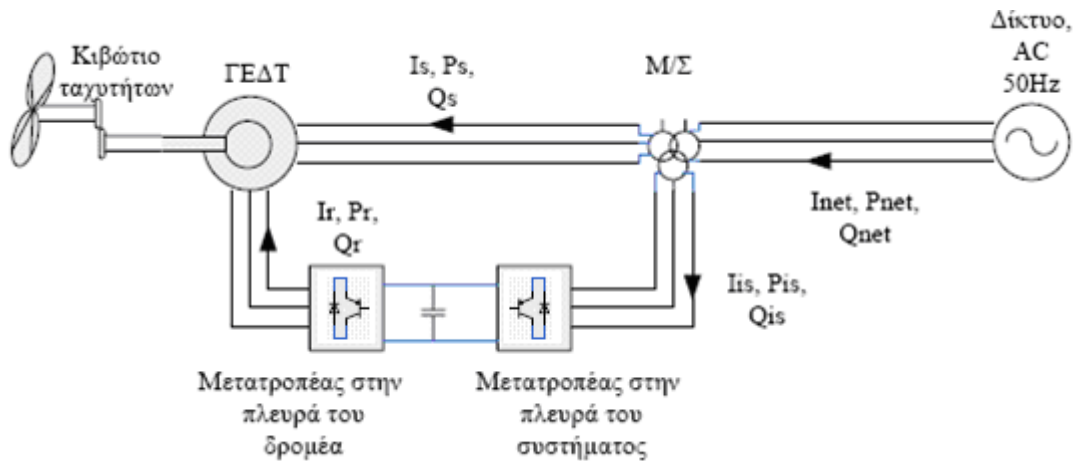 Κιβώτιο
ταχυτήτων
ΓΕΔΤ
Is, Ps,
Qs
Μ/Σ
Δίκτυο,
AC
50Hz
Ir, Pr,
Qr
Inet, Pnet,
Qnet
Iis, Pis,
Qis
Μετατροπέας στην
πλευρά του
δρομέα
Μετατροπέας στην
πλευρά του
συστήματος